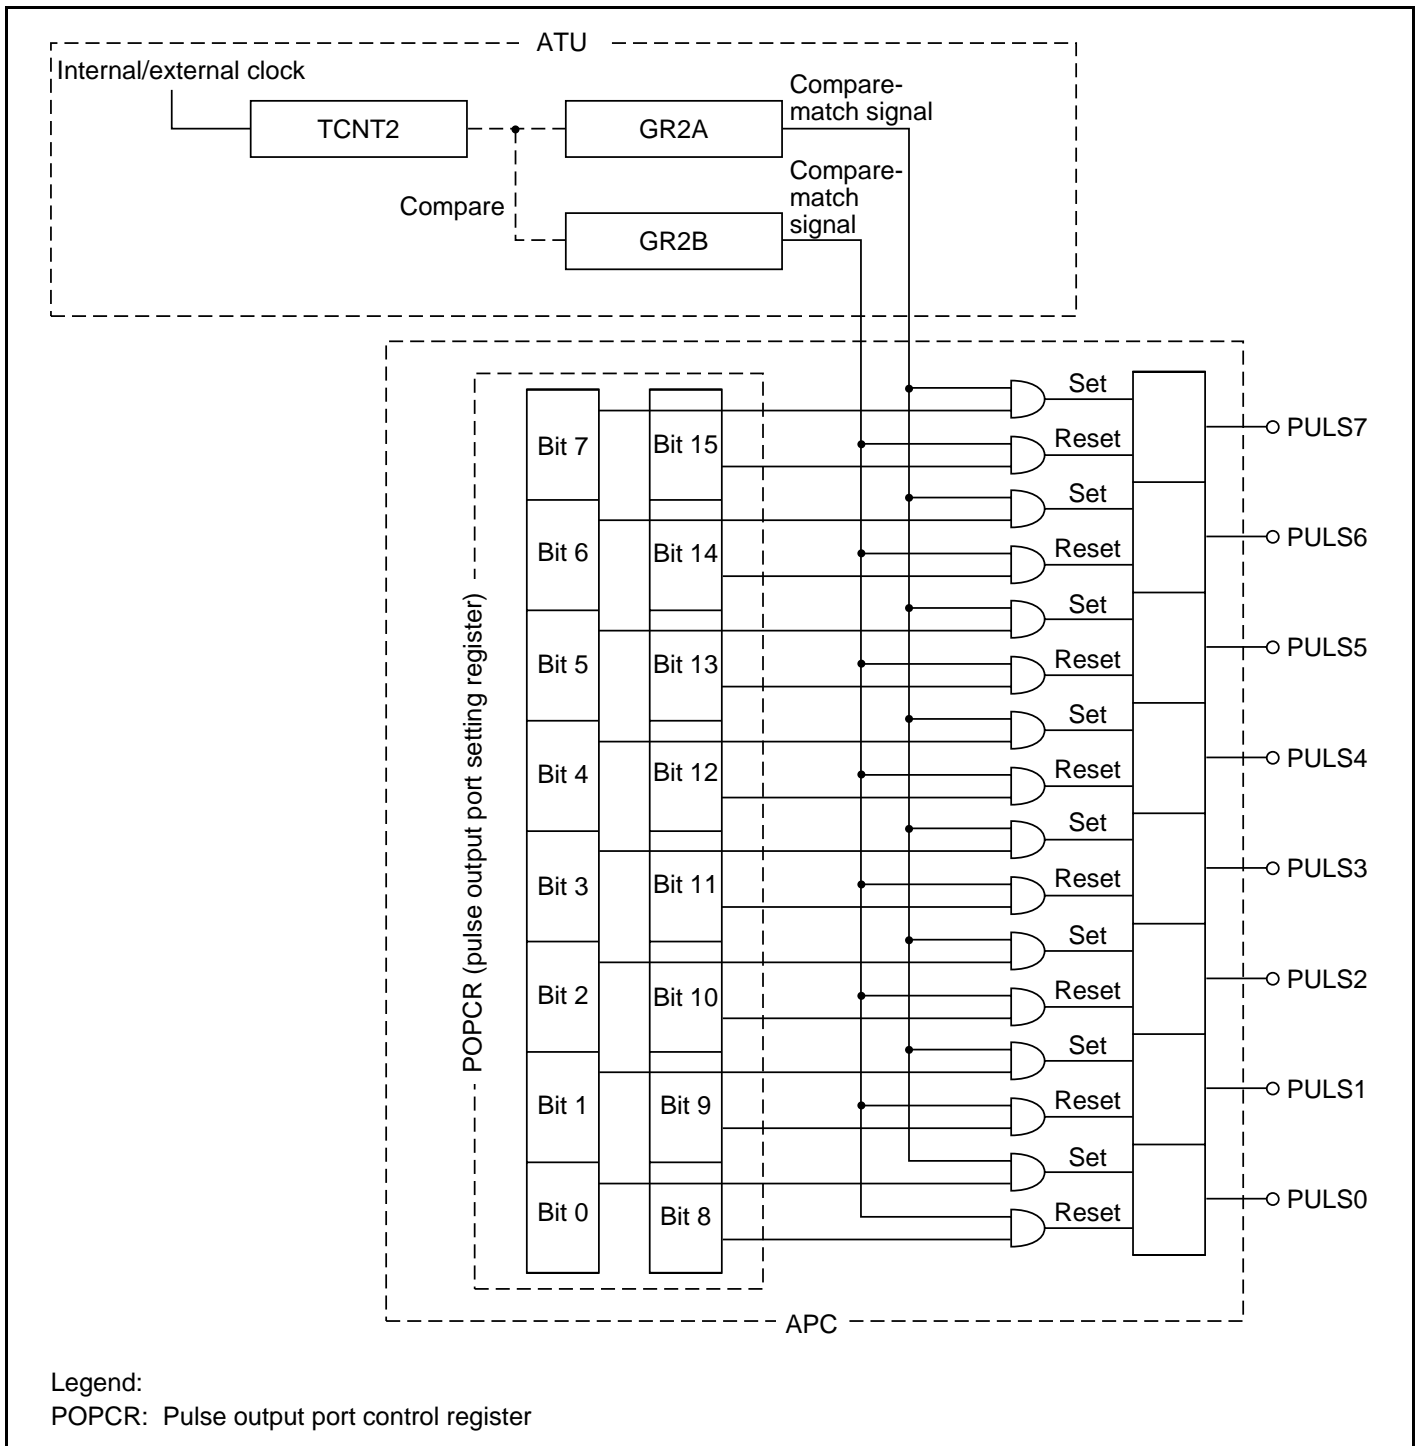 ATU
Internal/external clock
TCNT2
GR2A
Compare-
match signal
Compare
GR2B
Compare-
match
signal
POPCR (pulse output port setting register)
Bit 7
Bit 15
Set
Reset
PULS7
Bit 6
Bit 14
Set
Reset
PULS6
Bit 5
Bit 13
Set
Reset
PULS5
Bit 4
Bit 12
Set
Reset
PULS4
Bit 3
Bit 11
Set
Reset
PULS3
Bit 2
Bit 10
Set
Reset
PULS2
Bit 1
Bit 9
Set
Reset
PULS1
Bit 0
Bit 8
Set
Reset
PULS0
APC
Legend:
POPCR: Pulse output port control register